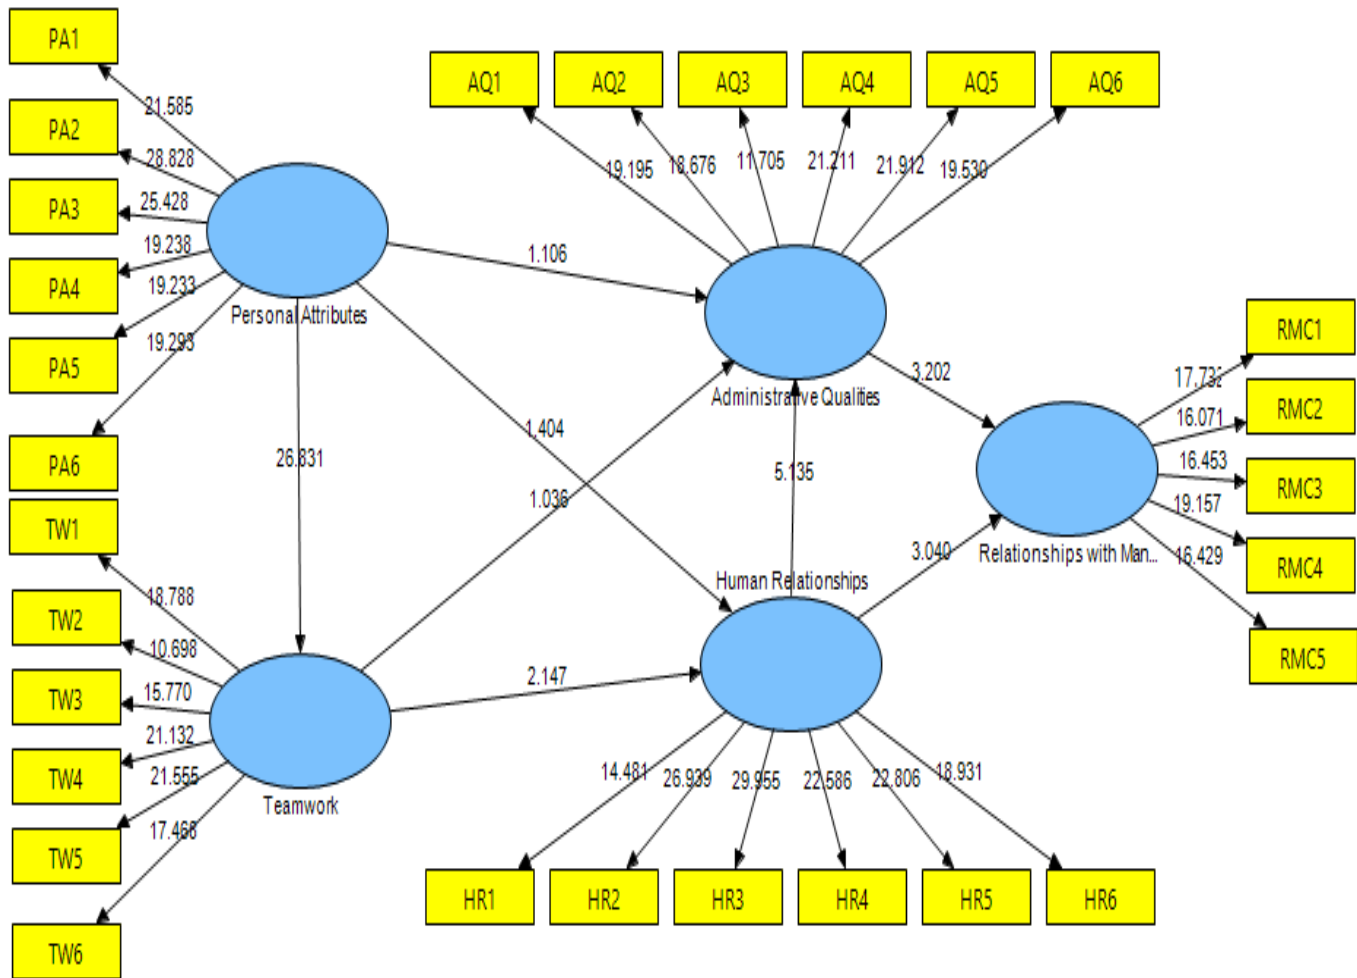 PA1
PA2
PA3
PA4
PA5
PA6
TW1
TW2
TW3
TW4
TW5
TW6
AQ1
AQ2
AQ3
AQ4
AQ5
AQ6
21.585
28.828
25.428
19.238
19.233
19.293
Personal Attributes
19.195
18.676
11.705
21.211
21.912
19.530
Administrative Qualities
1.106
1.404
26.831
1.036
5.135
3.202
3.040
2.147
18.788
10.698
15.770
21.132
21.555
17.468
Teamwork
Human Relationships
14.481
26.939
29.955
22.586
22.806
18.931
HR1
HR2
HR3
HR4
HR5
HR6
Relationships with Man...
17.732
16.071
16.453
19.157
16.429
RMC1
RMC2
RMC3
RMC4
RMC5